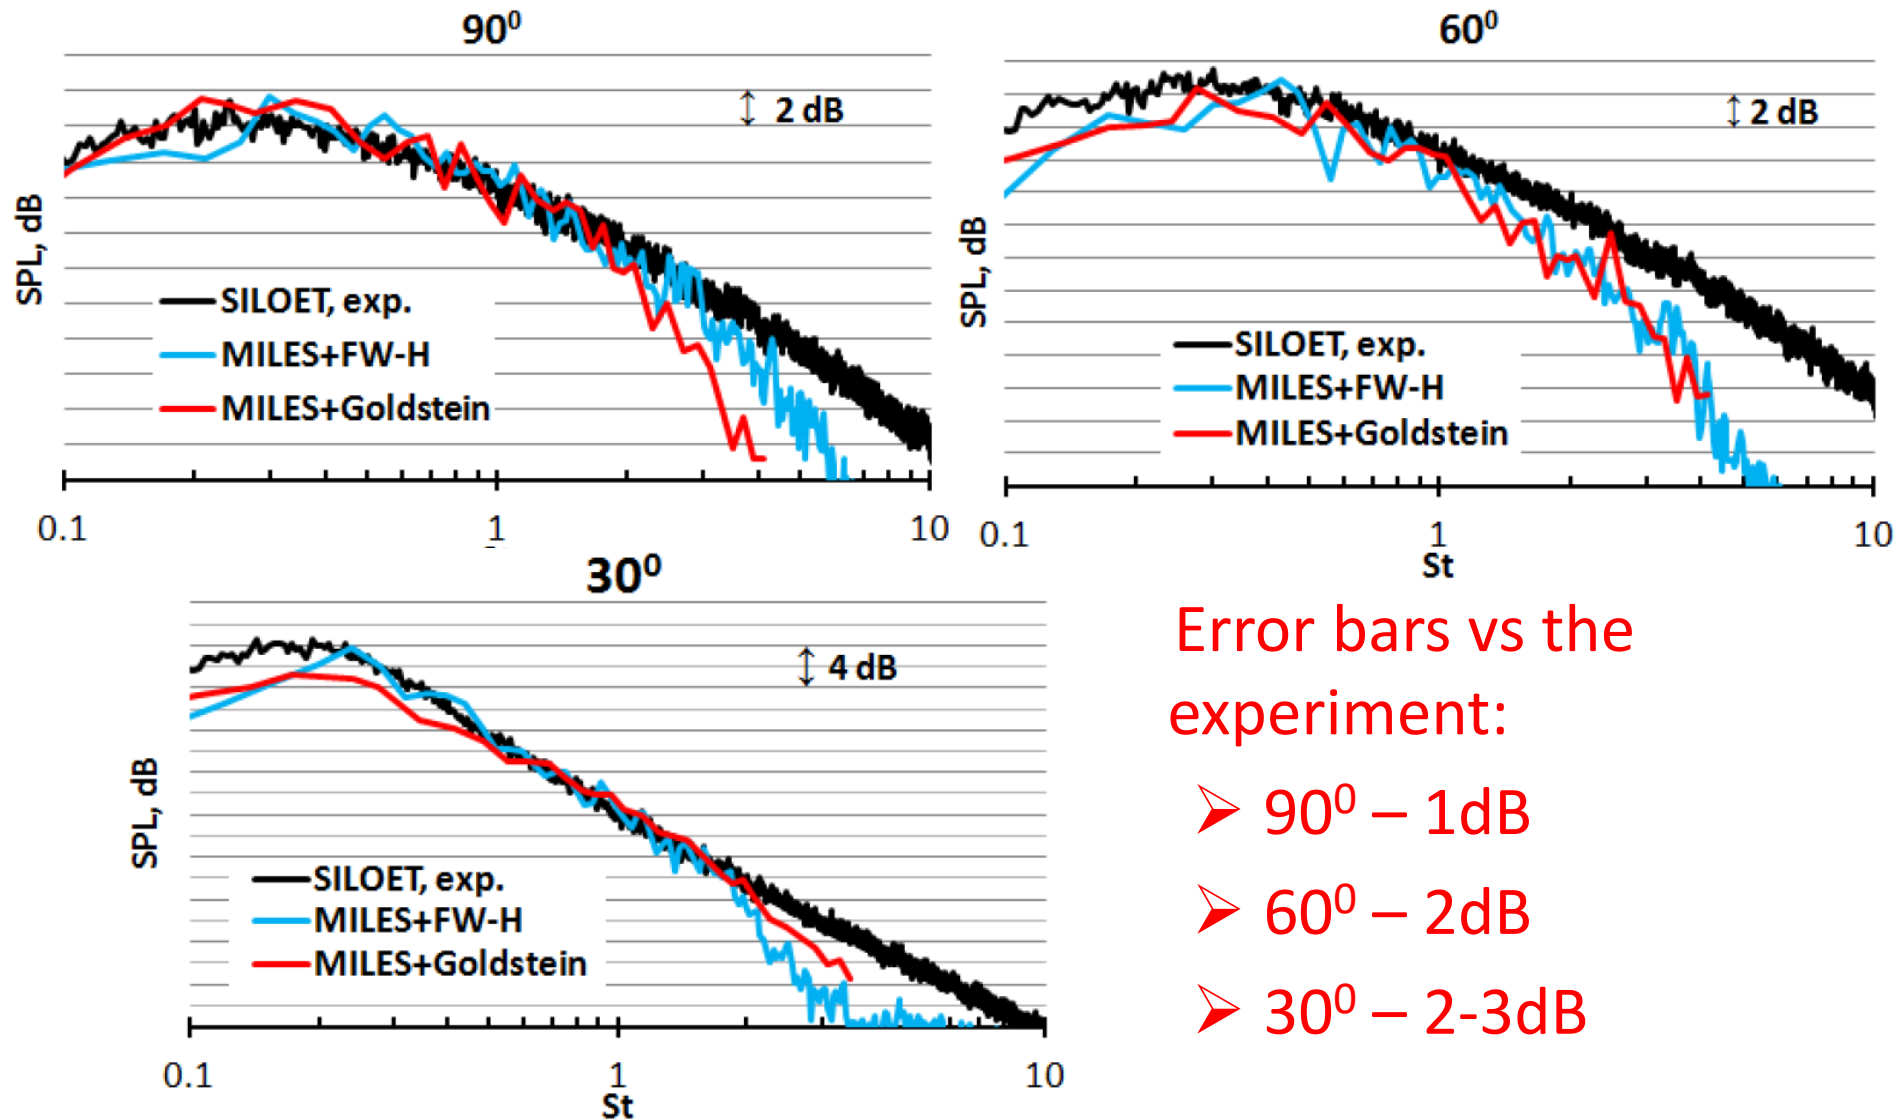 90⁰
2 dB
SPL, dB
SILOET, exp.
MILES+FW-H
MILES+Goldstein
0.1
1
10
60⁰
2 dB
SPL, dB
SILOET, exp.
MILES+FW-H
MILES+Goldstein
0.1
1
10
St
30⁰
4 dB
SPL, dB
SILOET, exp.
MILES+FW-H
MILES+Goldstein
0.1
1
10
St
Error bars vs the
experiment:
90⁰ – 1dB
60⁰ – 2dB
30⁰ – 2-3dB